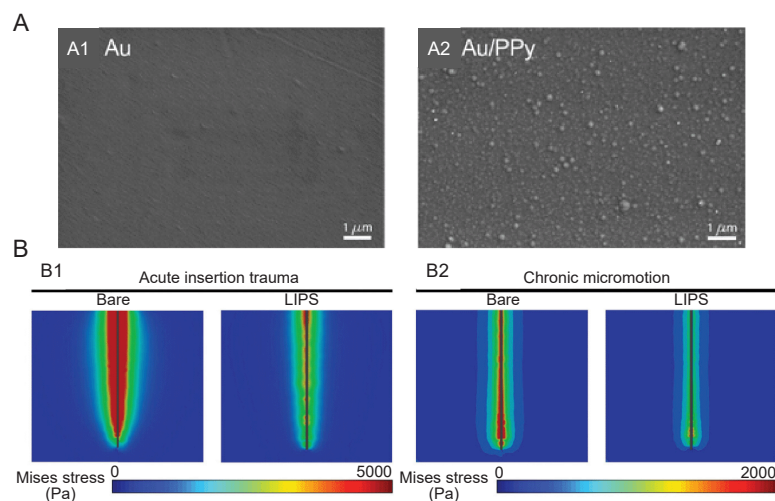 A
A1 Au
A2 Au/PPy
1 μm
1 μm
B
B1
Acute insertion trauma
B2
Chronic micromotion
Bare
LIPS
Bare
LIPS
Mises stress
(Pa)
0
5000
Mises stress
(Pa)
0
2000